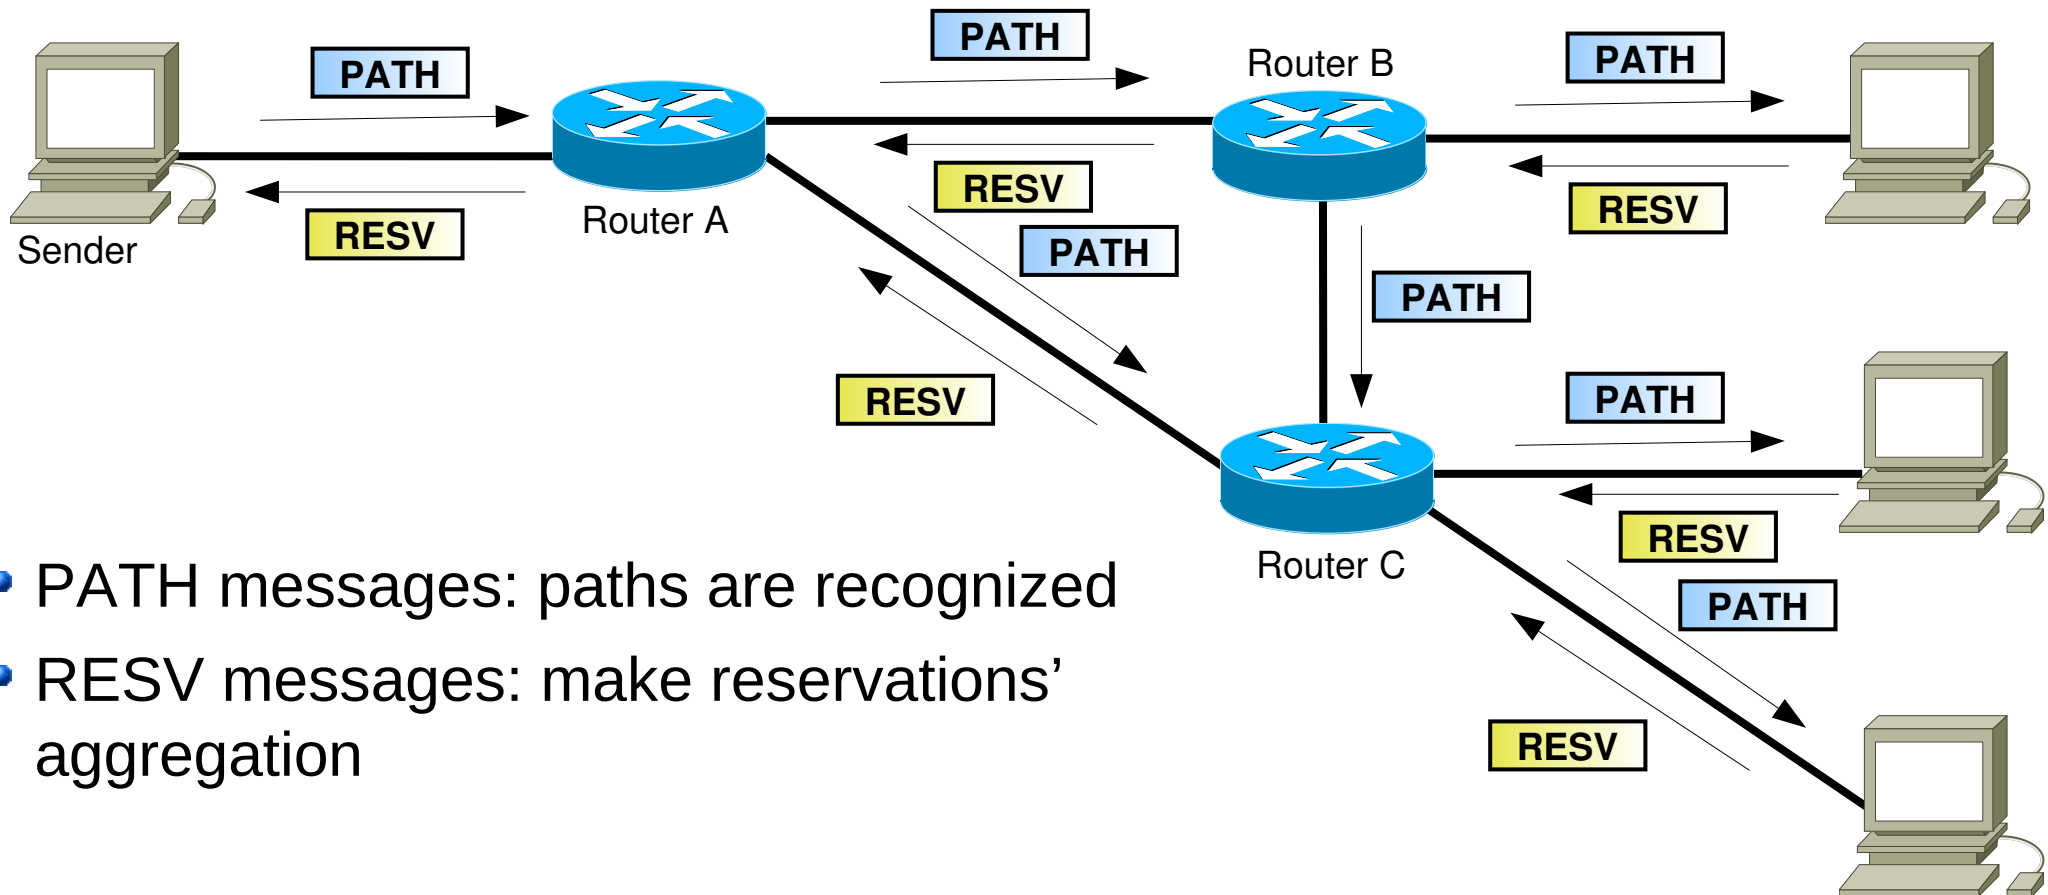 PATH
PATH
Router B
PATH
RESV
RESV
Router A
RESV
Sender
PATH
PATH
PATH
RESV
RESV
Router C
PATH
RESV
PATH messages: paths are recognized
RESV messages: make reservations’
aggregation